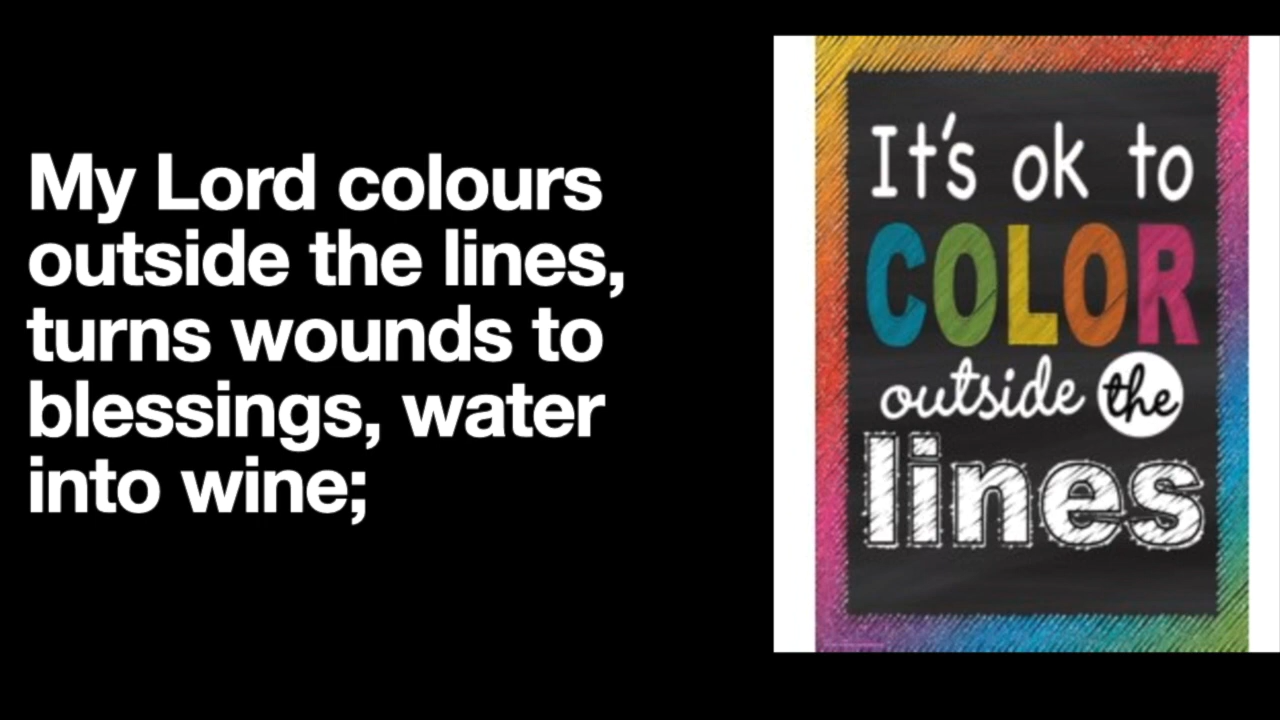 My Lord colours
outside the lines,
turns wounds to
blessings, water
into wine;
It's ok to
COLOR
outside the
lines